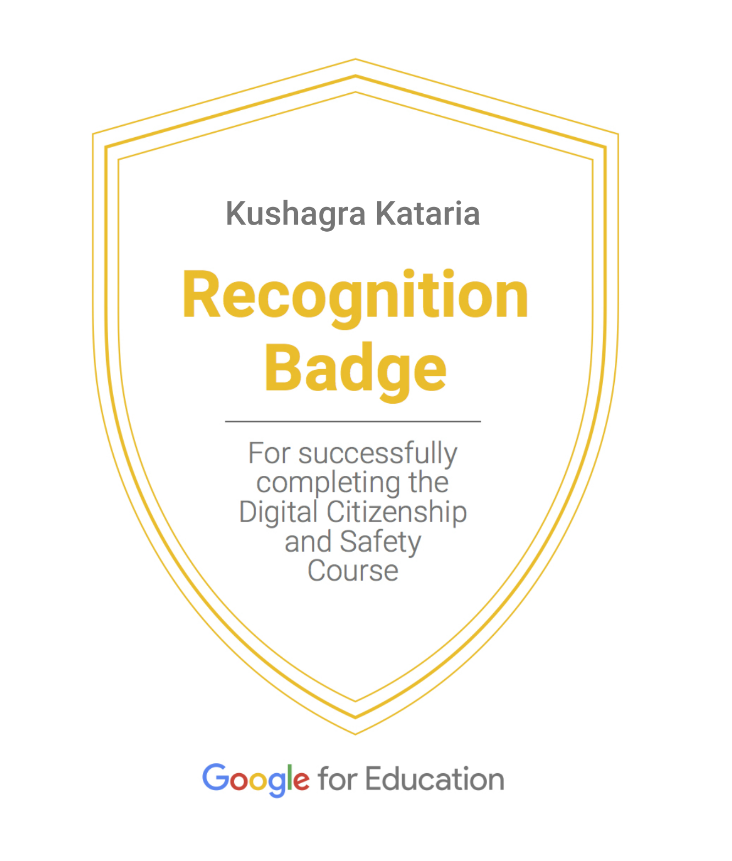 Kushagra Kataria
Recognition
Badge
For successfully
completing the
Digital Citizenship
and Safety
Course
Google for Education